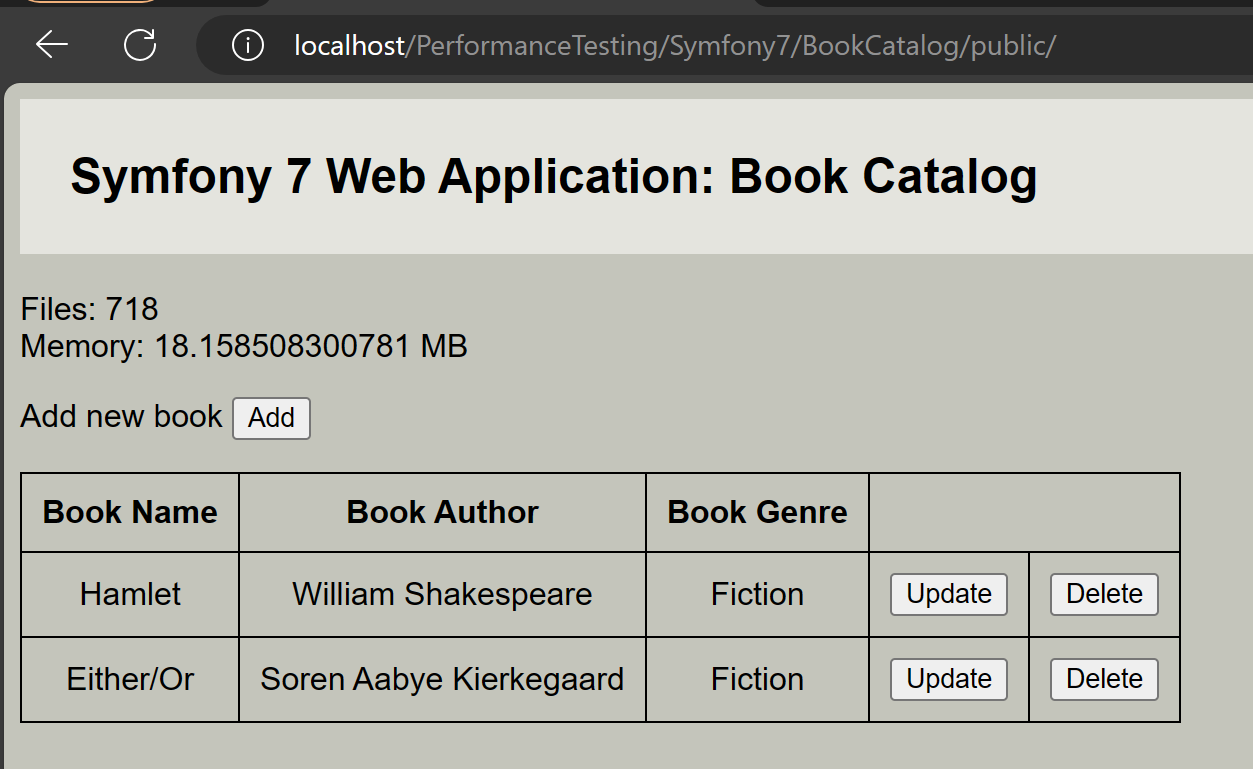 localhost/PerformanceTesting/Symfony7/BookCatalog/public/
Symfony 7 Web Application: Book Catalog
Files: 718
Memory: 18.158508300781 MB
Add new book Add
Book Name Book Author Book Genre
Hamlet William Shakespeare Fiction Update Delete
Either/Or Soren Aabye Kierkegaard Fiction Update Delete